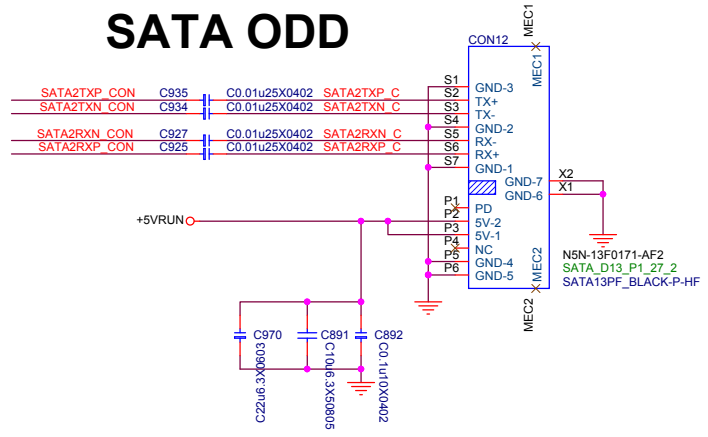 SATA ODD
MEC1
CON12
MEC1
S1 GND-3
SATA2TXP_CON C935 C0.01u25X0402 SATA2TXP_C S2 TX+
SATA2TXN_CON C934 C0.01u25X0402 SATA2TXN_C S3 TX-
S4 GND-2
SATA2RXN_CON C927 C0.01u25X0402 SATA2RXN_C S5 RX-
SATA2RXP_CON C925 C0.01u25X0402 SATA2RXP_C S6 RX+
S7 GND-1
GND-7 X2
GND-6 X1
P1 PD
+5VRUN P2 5V-2
P3 5V-1
P4 NC
P5 GND-4
P6 GND-5
MEC2
MEC2
N5N-13F0171-AF2
SATA_D13_P1_27_2
SATA13PF_BLACK-P-HF
C970 C891 C892
C22u6.3X0603
C10u6.3X50805
C0.1u10X0402